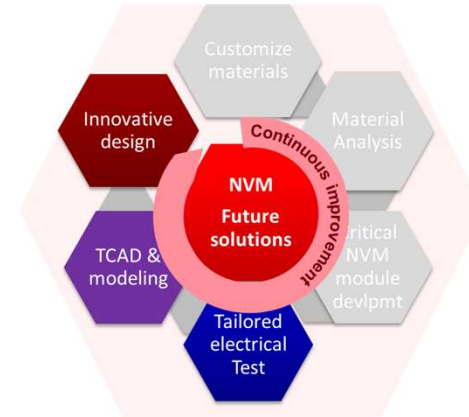 Customize
materials
Innovative
design
Material
Analysis
Continuous improvement
NVM
Future
solutions
TCAD &
modeling
critical
NVM
module
devlpmt
Tailored
electrical
Test